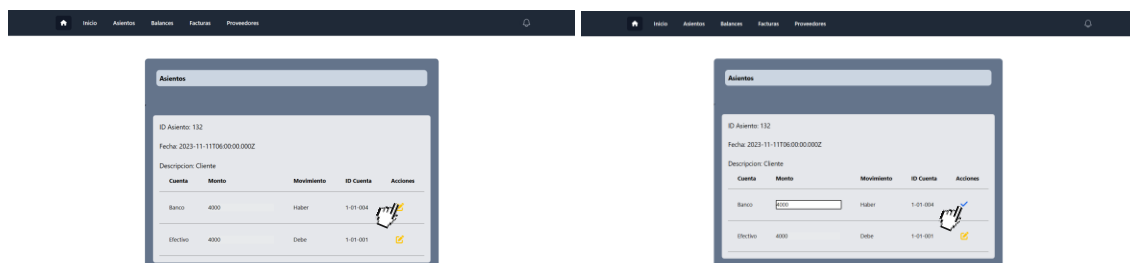 Inicio Asientos Balances Facturas Proveedores
Asientos
ID Asiento: 132
Fecha: 2023-11-11T06:00:00.000Z
Descripcion: Cliente
Cuenta Monto Movimiento ID Cuenta Acciones
Banco 4000 Haber 1-01-004
Efectivo 4000 Debe 1-01-001
Inicio Asientos Balances Facturas Proveedores
Asientos
ID Asiento: 132
Fecha: 2023-11-11T06:00:00.000Z
Descripcion: Cliente
Cuenta Monto Movimiento ID Cuenta Acciones
Banco 4000 Haber 1-01-004
Efectivo 4000 Debe 1-01-001